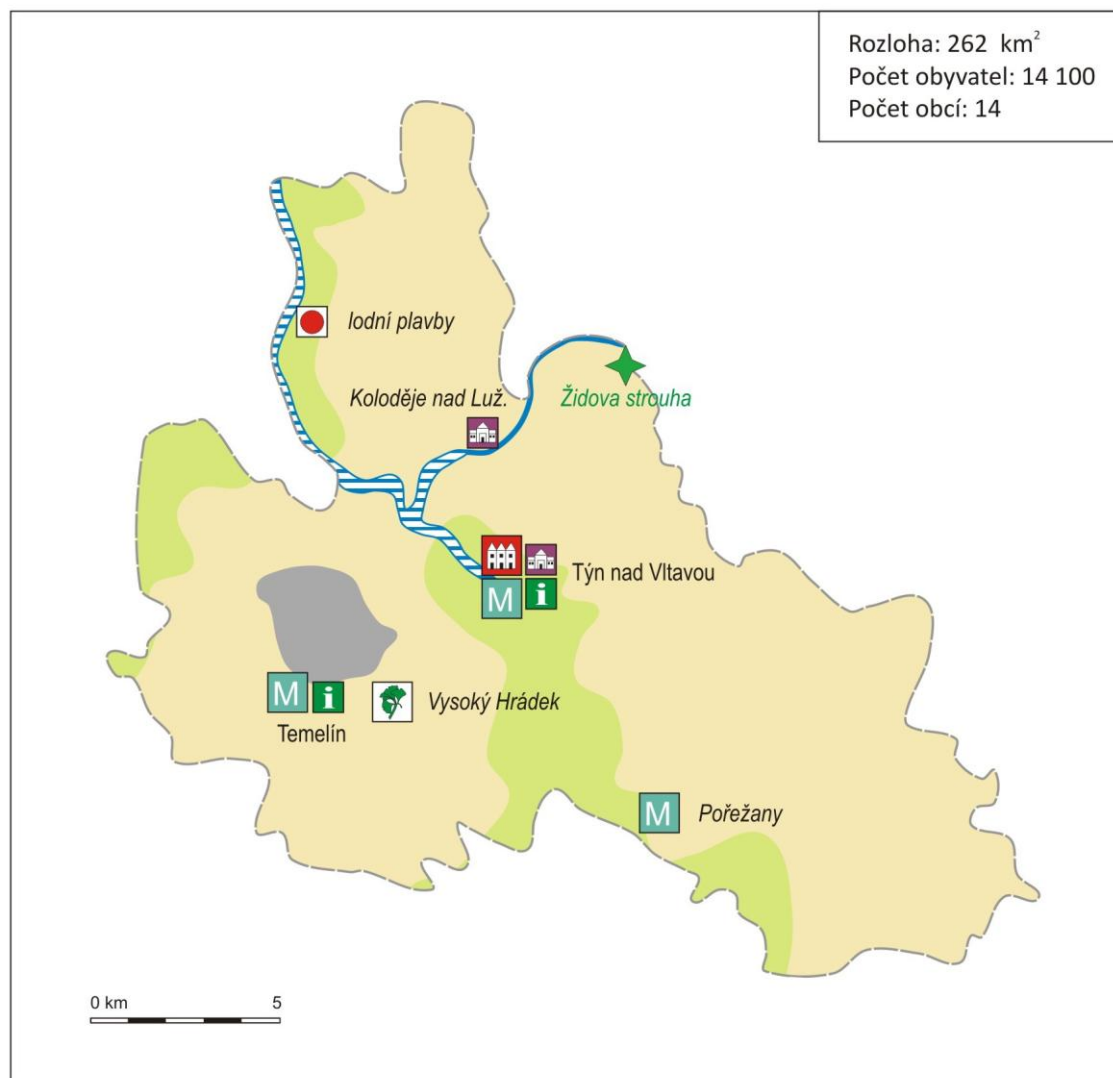 Rozloha: 262 km²
Počet obyvatel: 14 100
Počet obcí: 14
lodní plavby
Koloděje nad Luž.
Židova strouha
Týn nad Vltavou
M
i
M
i
Vysoký Hrádek
Temelín
M
Pořežany
0 km 5